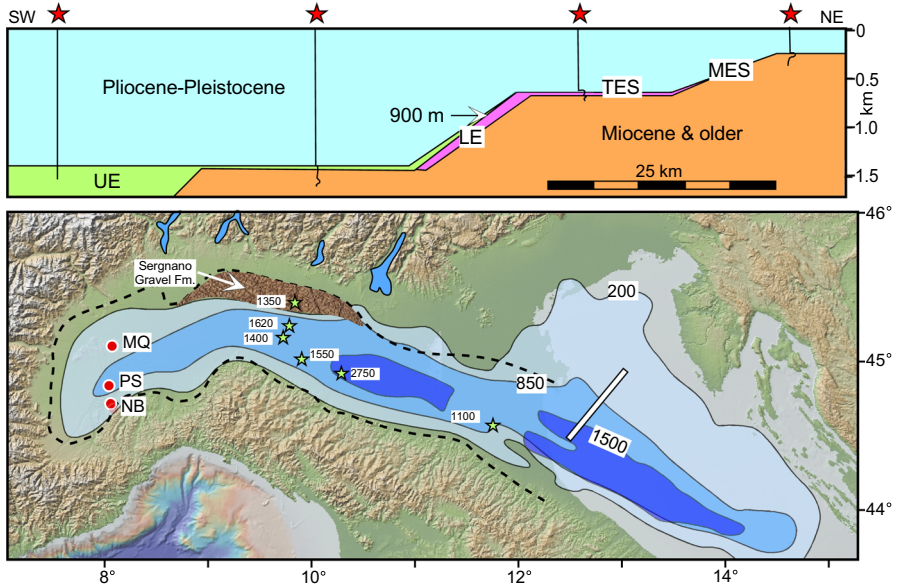 SW
NE
0
Pliocene-Pleistocene
MES
0.5
TES
km
900 m
LE
1.0
Miocene & older
25 km
1.5
UE
46°
Sergnano
Gravel Fm.
200
1350
1620
1400
MQ
1550
45°
2750
PS
850
NB
1100
1500
44°
8°
10°
12°
14°